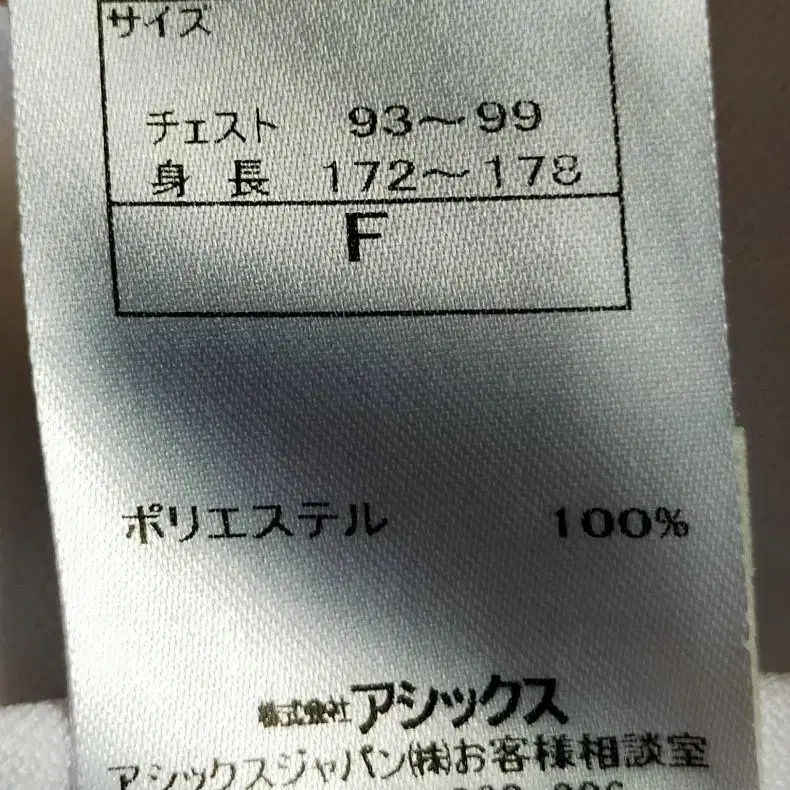 サイズ
チェスト 93～99
身長 172～178
F
ポリエステル 100%
株式会社アシックス
アシックスジャパン(株)お客様相談室